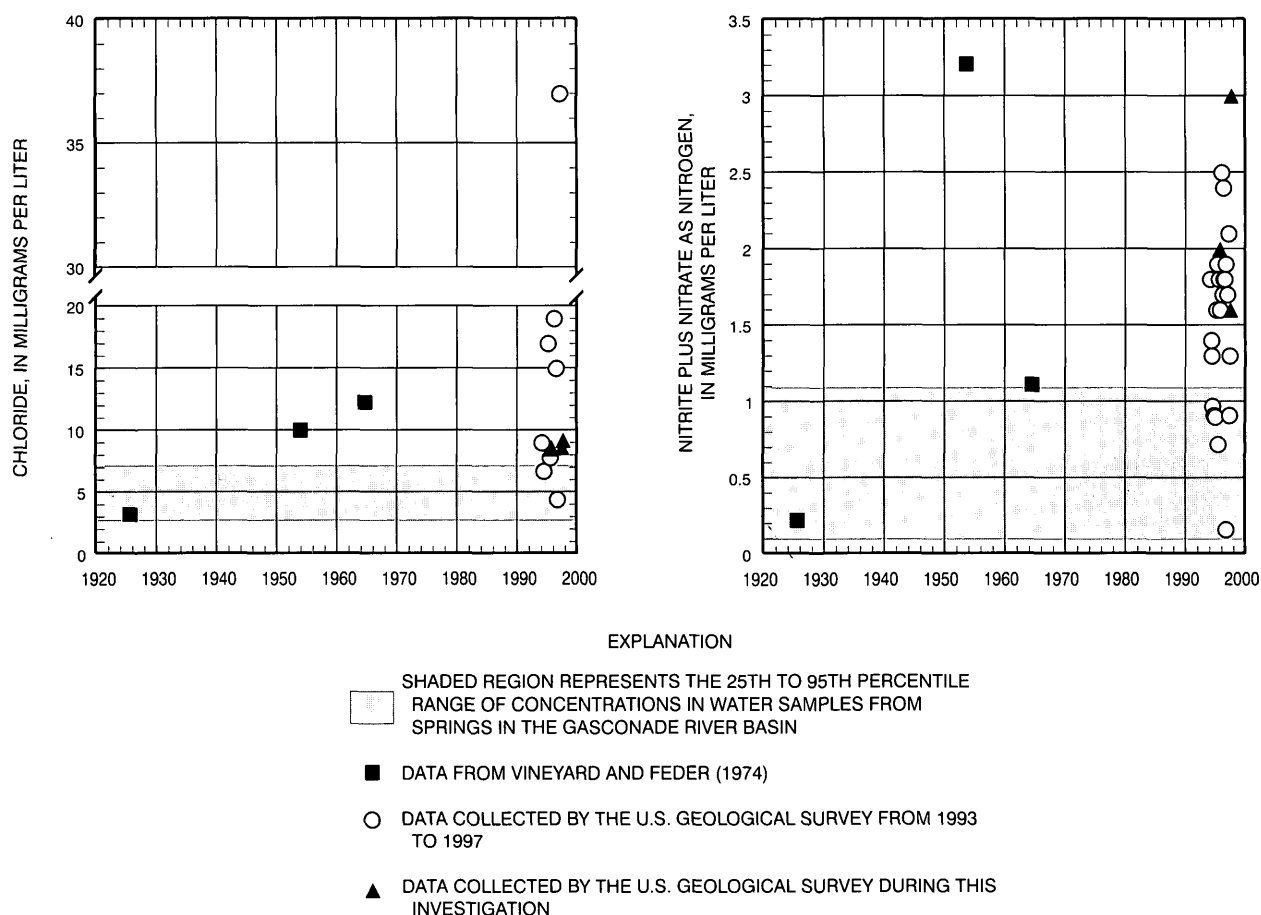 CHLORIDE, IN MILLIGRAMS PER LITER
40
35
30
20
15
10
5
0
1920 1930 1940 1950 1960 1970 1980 1990 2000
NITRITE PLUS NITRATE AS NITROGEN,
IN MILLIGRAMS PER LITER
3.5
3
2.5
2
1.5
1
0.5
0
1920 1930 1940 1950 1960 1970 1980 1990 2000
EXPLANATION
SHADED REGION REPRESENTS THE 25TH TO 95TH PERCENTILE
RANGE OF CONCENTRATIONS IN WATER SAMPLES FROM
SPRINGS IN THE GASCONADE RIVER BASIN
DATA FROM VINEYARD AND FEDER (1974)
DATA COLLECTED BY THE U.S. GEOLOGICAL SURVEY FROM 1993
TO 1997
DATA COLLECTED BY THE U.S. GEOLOGICAL SURVEY DURING THIS
INVESTIGATION